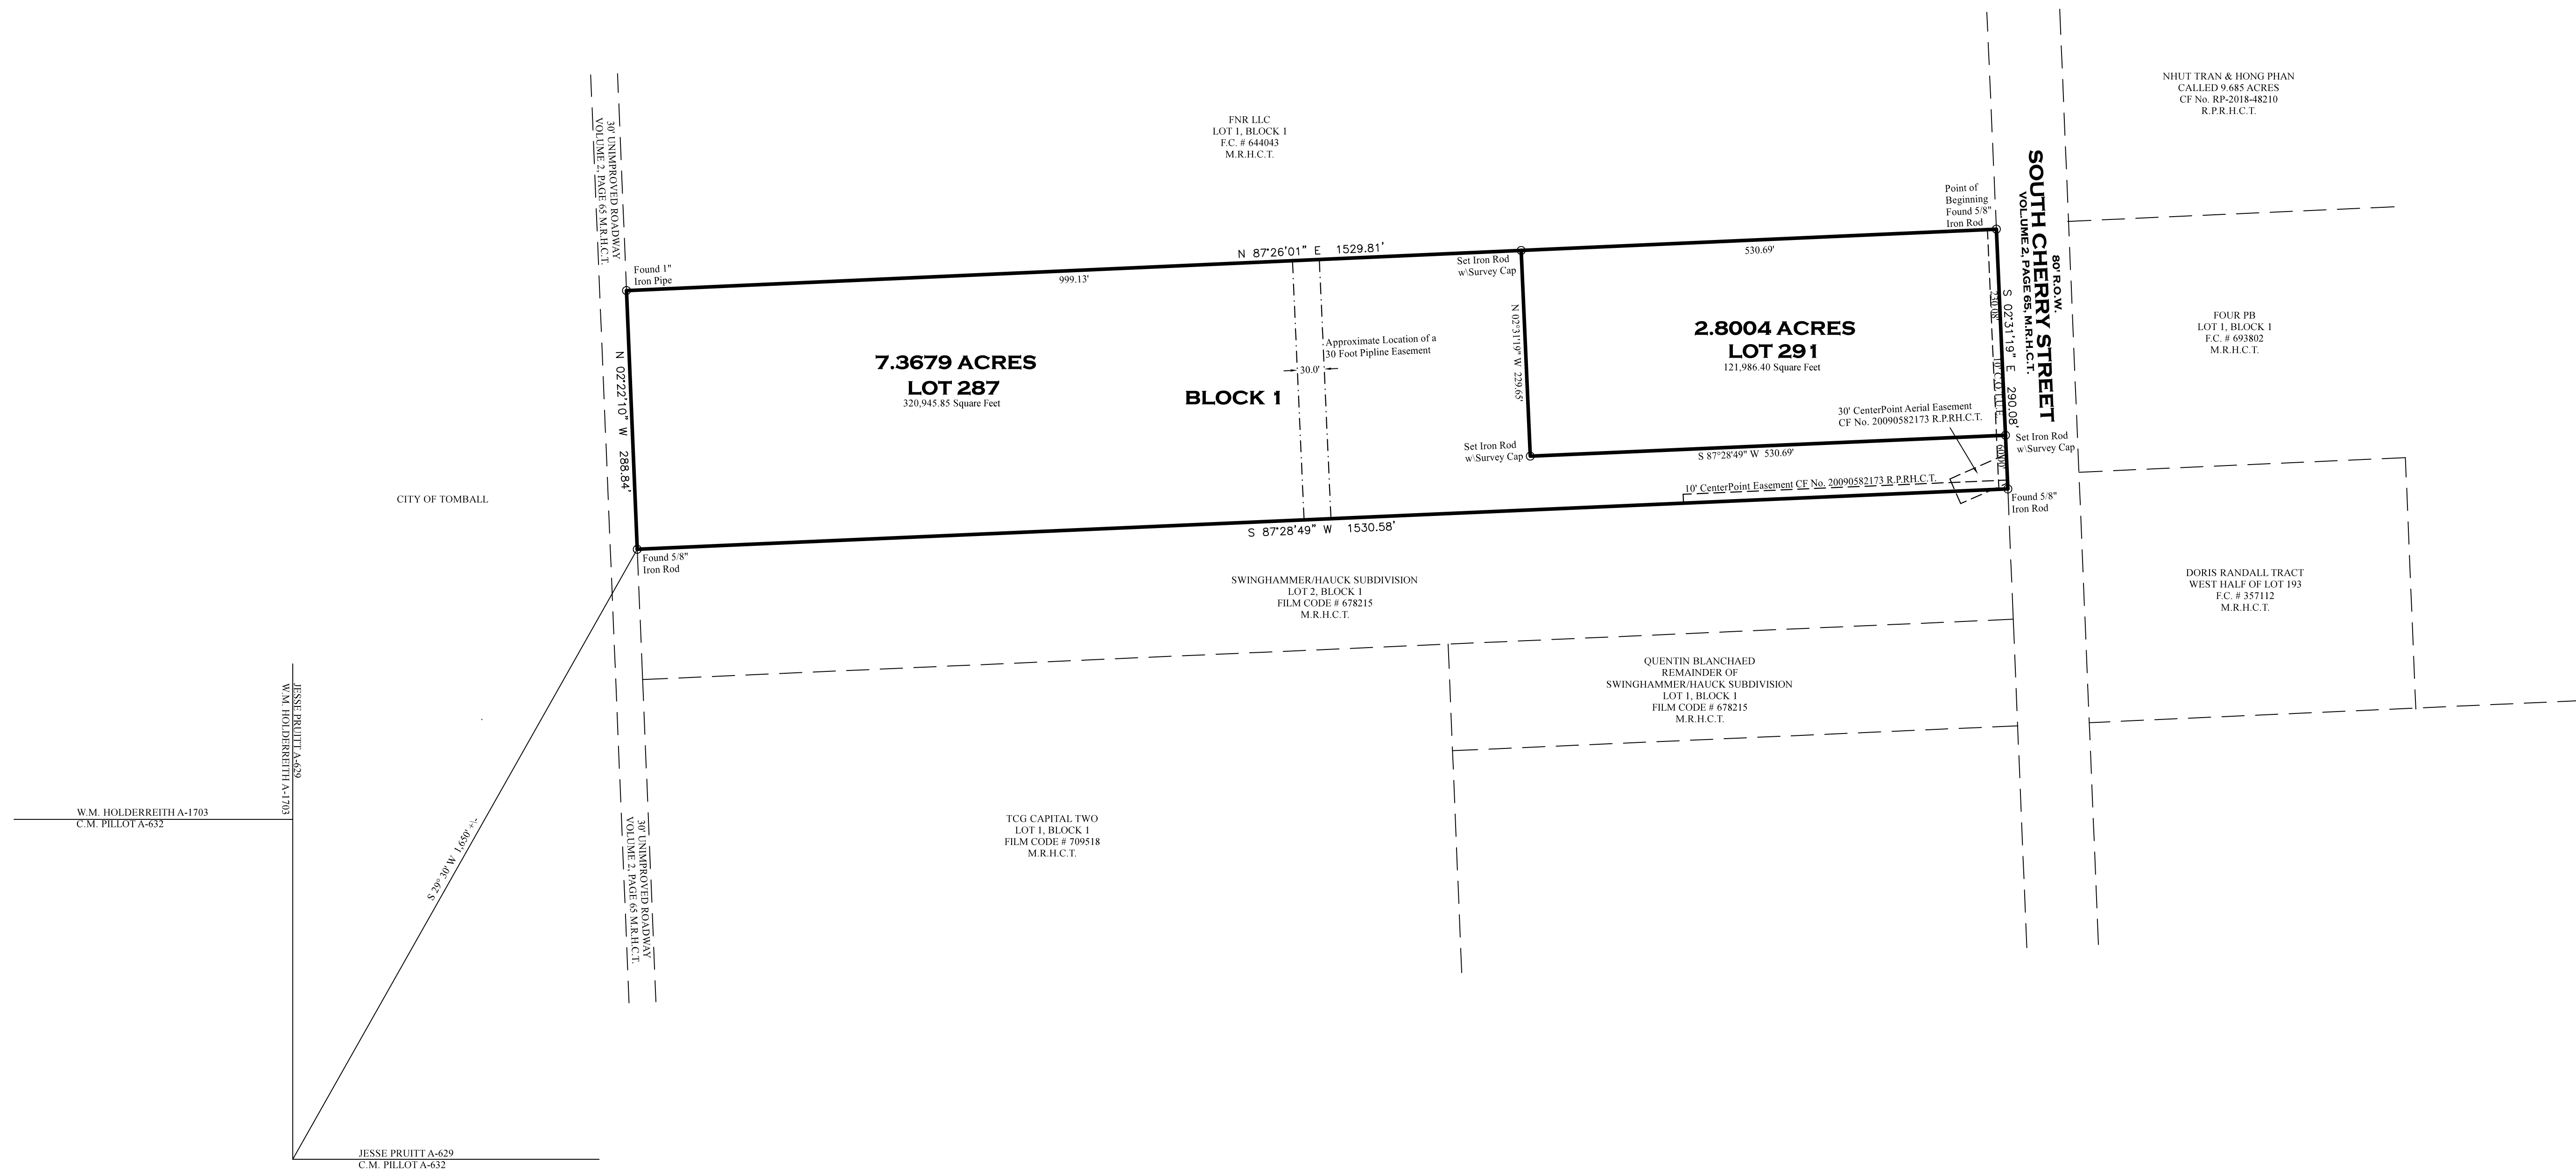 NHUT TRAN & HONG PHAN
CALLED 9.685 ACRES
CF No. RP-2018-48210
R.P.R.H.C.T.
FNR LLC
LOT 1, BLOCK 1
F.C. # 644043
M.R.H.C.T.
30' UNIMPROVED ROADWAY
VOLUME 2, PAGE 65 M.R.H.C.T.
Point of
Beginning
Found 5/8"
Iron Rod
80' R.O.W.
SOUTH CHERRY STREET
VOLUME 2, PAGE 65, M.R.H.C.T.
N 87°26'01" E 1529.81'
530.69'
Set Iron Rod
w\Survey Cap
Found 1"
Iron Pipe
999.13'
S 02°31'19" E 290.08'
230.08'
10' C.O.T.U.E.
60.00'
FOUR PB
LOT 1, BLOCK 1
F.C. # 693802
M.R.H.C.T.
N 02°31'19" W 229.65'
2.8004 ACRES
LOT 291
121,986.40 Square Feet
Approximate Location of a
30 Foot Pipline Easement
30.0'
7.3679 ACRES
LOT 287
320,945.85 Square Feet
BLOCK 1
N 02°22'10" W 288.84'
30' CenterPoint Aerial Easement
CF No. 20090582173 R.P.RH.C.T.
Set Iron Rod
w\Survey Cap
Set Iron Rod
w\Survey Cap
S 87°28'49" W 530.69'
10' CenterPoint Easement CF No. 20090582173 R.P.RH.C.T.
Found 5/8"
Iron Rod
CITY OF TOMBALL
S 87°28'49" W 1530.58'
Found 5/8"
Iron Rod
SWINGHAMMER/HAUCK SUBDIVISION
LOT 2, BLOCK 1
FILM CODE # 678215
M.R.H.C.T.
DORIS RANDALL TRACT
WEST HALF OF LOT 193
F.C. # 357112
M.R.H.C.T.
QUENTIN BLANCHAED
REMAINDER OF
SWINGHAMMER/HAUCK SUBDIVISION
LOT 1, BLOCK 1
FILM CODE # 678215
M.R.H.C.T.
JESSE PRUITT A-629
W.M. HOLDERREITH A-1703
W.M. HOLDERREITH A-1703
C.M. PILLOT A-632
S 29° 30' W 1,650' +/-
30' UNIMPROVED ROADWAY
VOLUME 2, PAGE 65 M.R.H.C.T.
TCG CAPITAL TWO
LOT 1, BLOCK 1
FILM CODE # 709518
M.R.H.C.T.
JESSE PRUITT A-629
C.M. PILLOT A-632